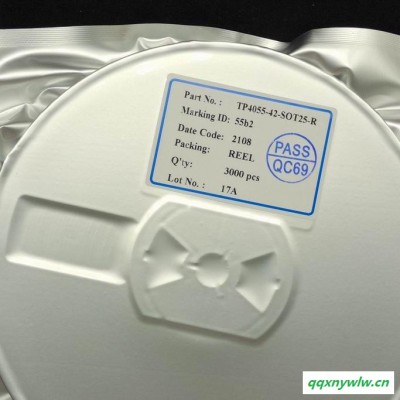 Part No. : TP4055-42-SOT25-R
Marking ID: 55b2
Date Code: 2108
Packing: REEL
Q'ty: 3000 pcs
Lot No. : 17A
PASS
QC69
qqxnywlw.cn